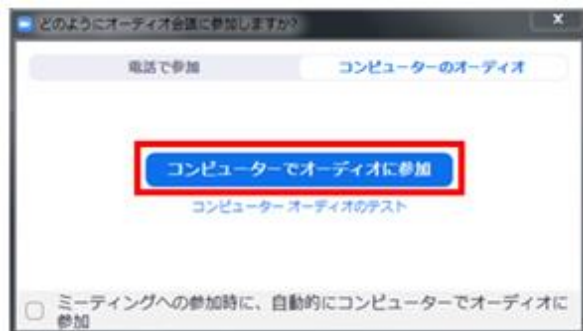 どのようにオーディオ会議に参加しますか?
電話で参加
コンピューターのオーディオ
コンピューターでオーディオに参加
コンピューター オーディオのテスト
ミーティングへの参加時に、自動的にコンピューターでオーディオに
参加